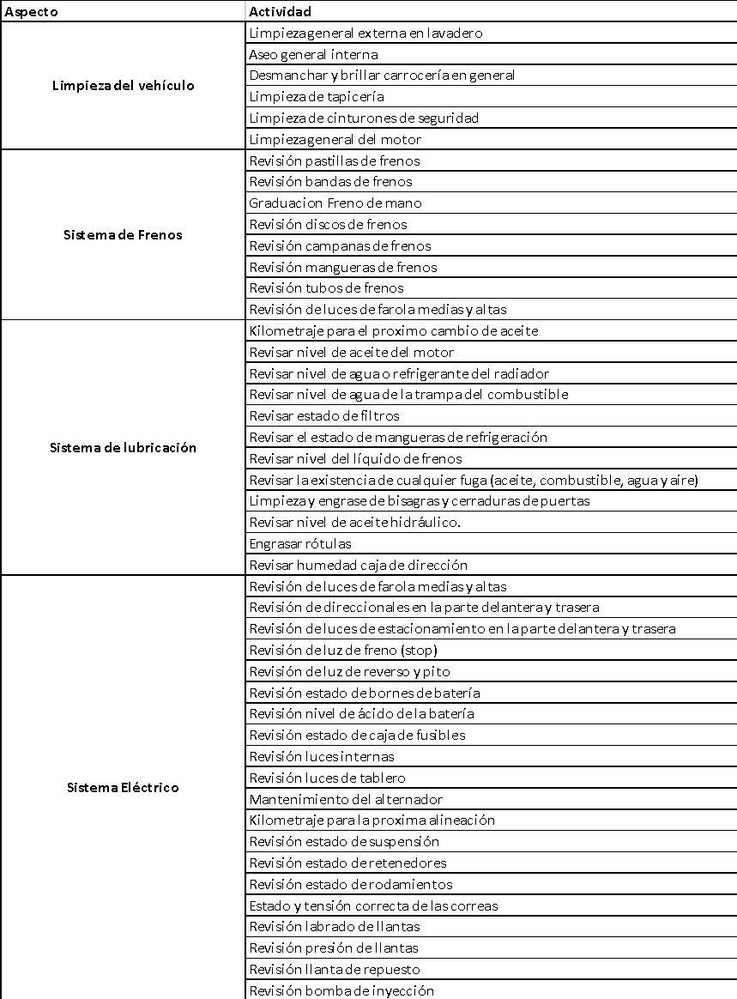 Aspecto Actividad
Limpieza general externa en lavadero
Aseo general interna
Desmanchar y brillar carrocería en general
Limpieza del vehículo
Limpieza de tapicería
Limpieza de cinturones de seguridad
Limpieza general del motor
Revisión pastillas de frenos
Revisión bandas de frenos
Graduacion Freno de mano
Sistema de Frenos
Revisión discos de frenos
Revisión campanas de frenos
Revisión mangueras de frenos
Revisión tubos de frenos
Revisión de luces de farola medias y altas
Kilometraje para el proximo cambio de aceite
Revisar nivel de aceite del motor
Revisar nivel de agua o refrigerante del radiador
Revisar nivel de agua de la trampa del combustible
Revisar estado de filtros
Revisar el estado de mangueras de refrigeración
Sistema de lubricación
Revisar nivel del líquido de frenos
Revisar la existencia de cualquier fuga (aceite, combustible, agua y aire)
Limpieza y engrase de bisagras y cerraduras de puertas
Revisar nivel de aceite hidráulico.
Engrasar rótulas
Revisar humedad caja de dirección
Revisión de luces de farola medias y altas
Revisión de direccionales en la parte delantera y trasera
Revisión de luces de estacionamiento en la parte delantera y trasera
Revisión de luz de freno (stop)
Revisión de luz de reverso y pito
Revisión estado de bornes de batería
Revisión nivel de ácido de la batería
Revisión estado de caja de fusibles
Revisión luces internas
Revisión luces de tablero
Sistema Eléctrico
Mantenimiento del alternador
Kilometraje para la proxima alineación
Revisión estado de suspensión
Revisión estado de retenedores
Revisión estado de rodamientos
Estado y tensión correcta de las correas
Revisión labrado de llantas
Revisión presión de llantas
Revisión llanta de repuesto
Revisión bomba de inyección